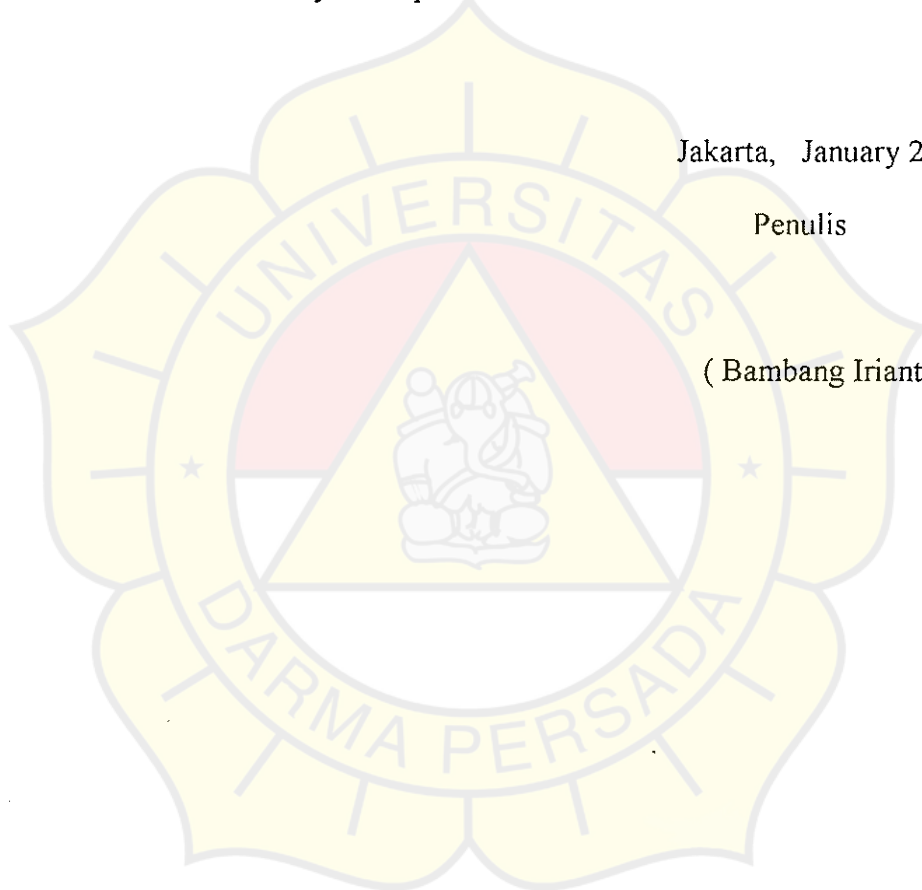 Jakarta, January 2
Penulis
( Bambang Iriant
UNIVERSITAS
DARMA PERSADA